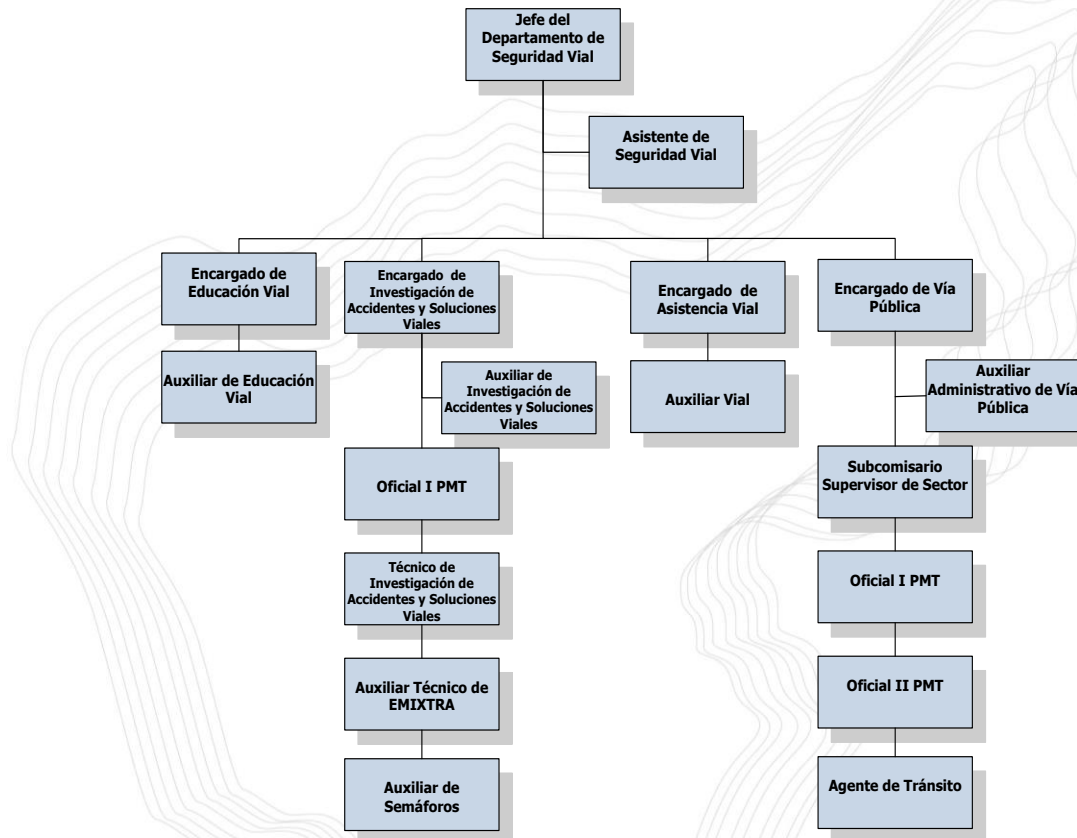 Jefe del
Departamento de
Seguridad Vial
Asistente de
Seguridad Vial
Encargado de
Educación Vial
Encargado de
Investigación de
Accidentes y Soluciones
Viales
Encargado de
Asistencia Vial
Encargado de Vía
Pública
Auxiliar de Educación
Vial
Auxiliar de
Investigación de
Accidentes y Soluciones
Viales
Auxiliar Vial
Auxiliar
Administrativo de Vía
Pública
Oficial I PMT
Subcomisario
Supervisor de Sector
Técnico de
Investigación de
Accidentes y Soluciones
Viales
Oficial I PMT
Auxiliar Técnico de
EMIXTRA
Oficial II PMT
Auxiliar de
Semáforos
Agente de Tránsito